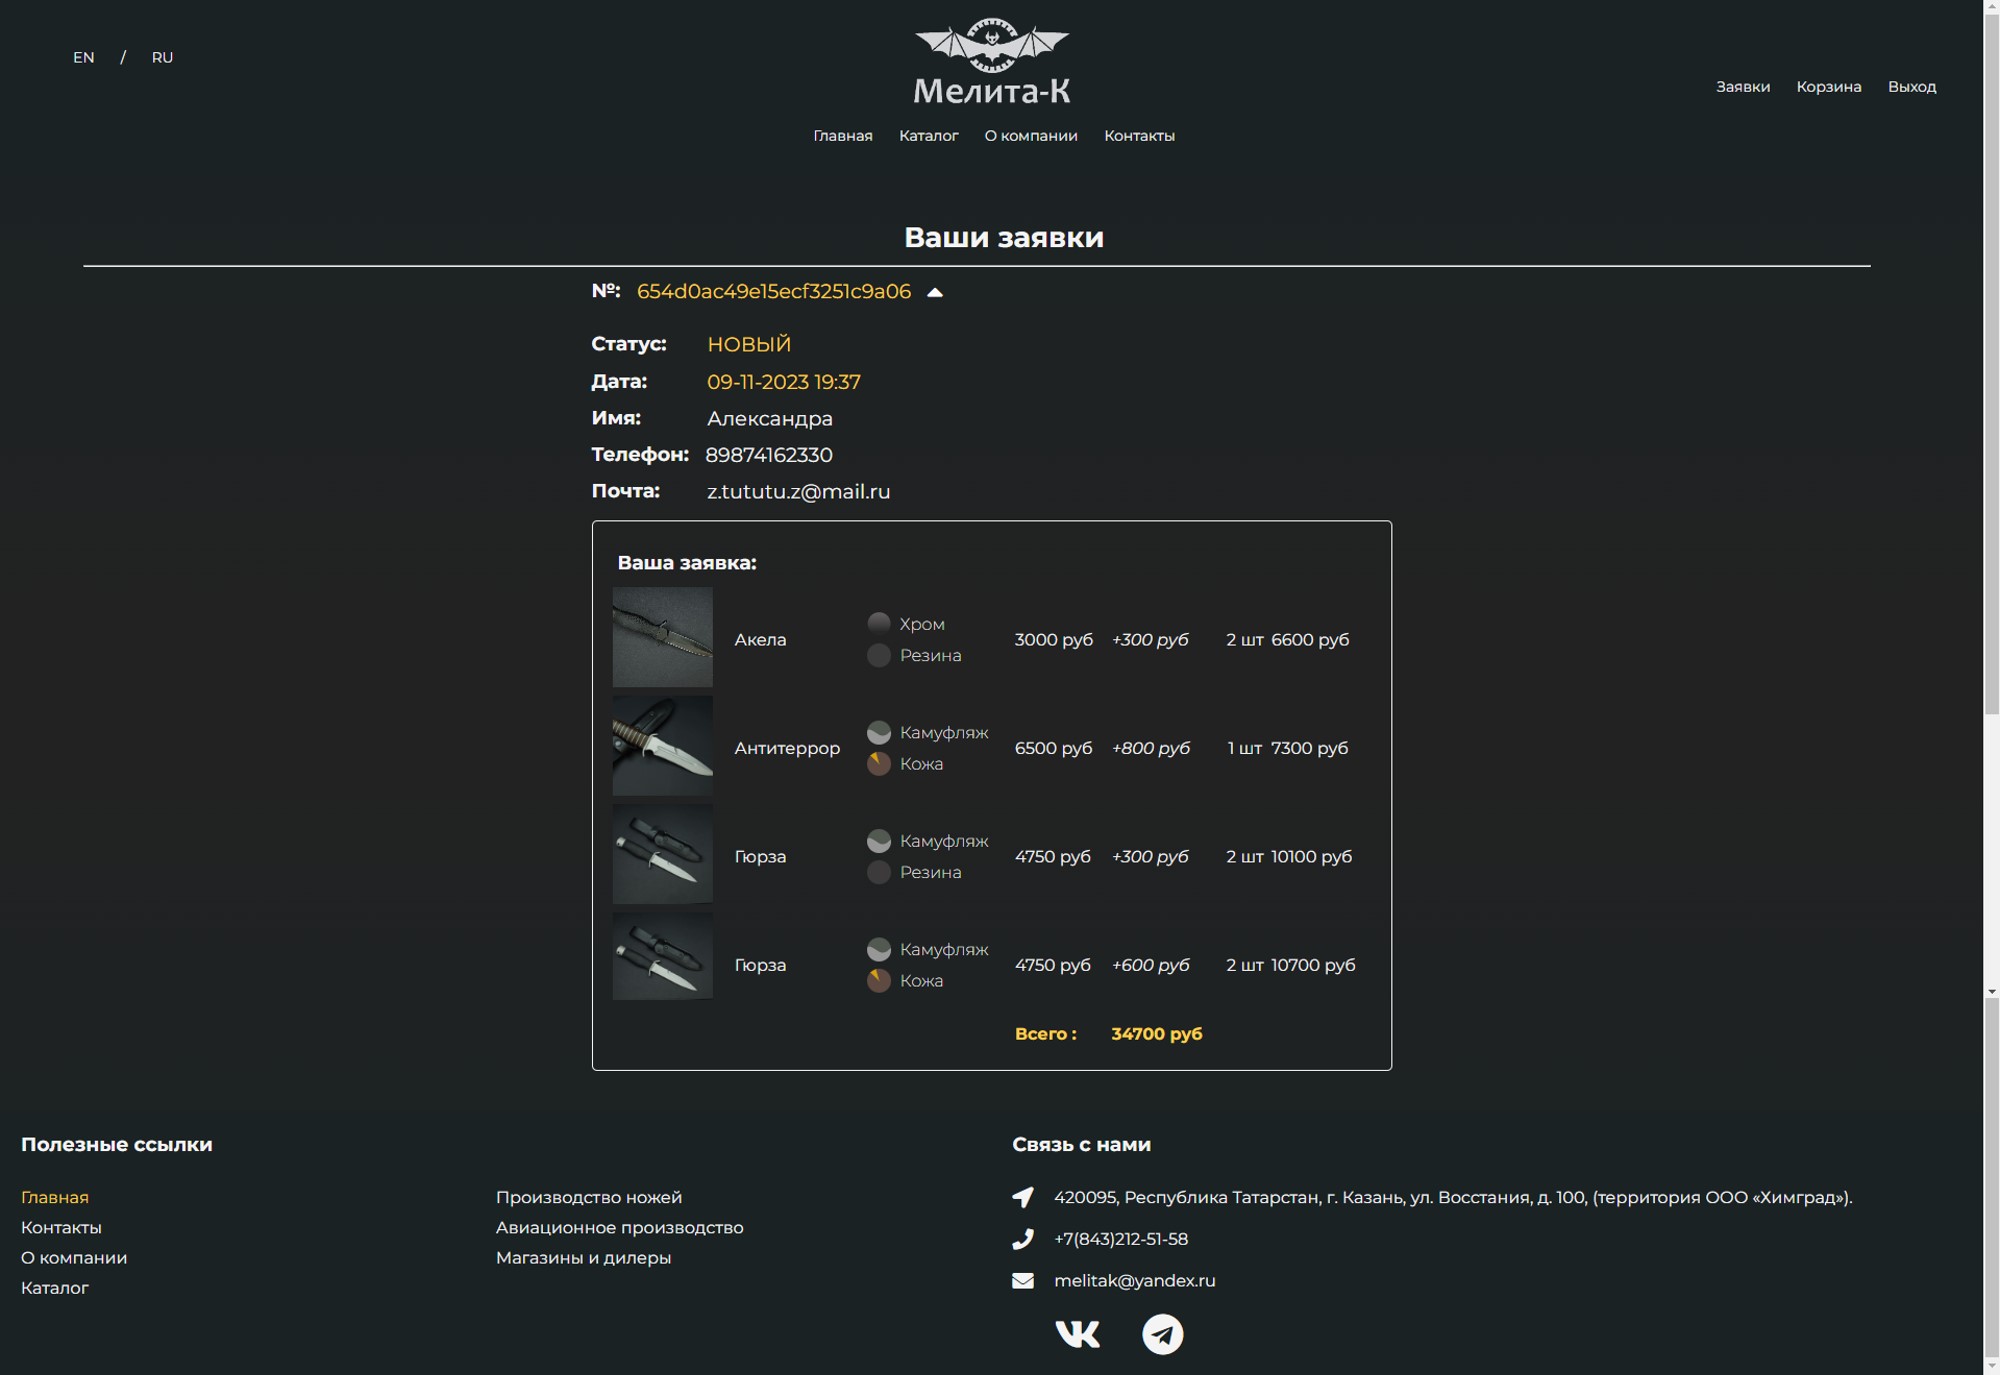 EN / RU
Мелита-К
Заявки Корзина Выход
Главная Каталог О компании Контакты
Ваши заявки
№: 654d0ac49e15ecf3251c9a06
Статус: НОВЫЙ
Дата: 09-11-2023 19:37
Имя: Александра
Телефон: 89874162330
Почта: z.tututu.z@mail.ru
Ваша заявка:
Хром
Акела 3000 руб +300 руб 2 шт 6600 руб
Резина
Камуфляж
Антитеррор 6500 руб +800 руб 1 шт 7300 руб
Кожа
Камуфляж
Гюрза 4750 руб +300 руб 2 шт 10100 руб
Резина
Камуфляж
Гюрза 4750 руб +600 руб 2 шт 10700 руб
Кожа
Всего : 34700 руб
Полезные ссылки
Главная
Контакты
О компании
Каталог
Производство ножей
Авиационное производство
Магазины и дилеры
Связь с нами
420095, Республика Татарстан, г. Казань, ул. Восстания, д. 100, (территория ООО «Химград»).
+7(843)212-51-58
melitak@yandex.ru